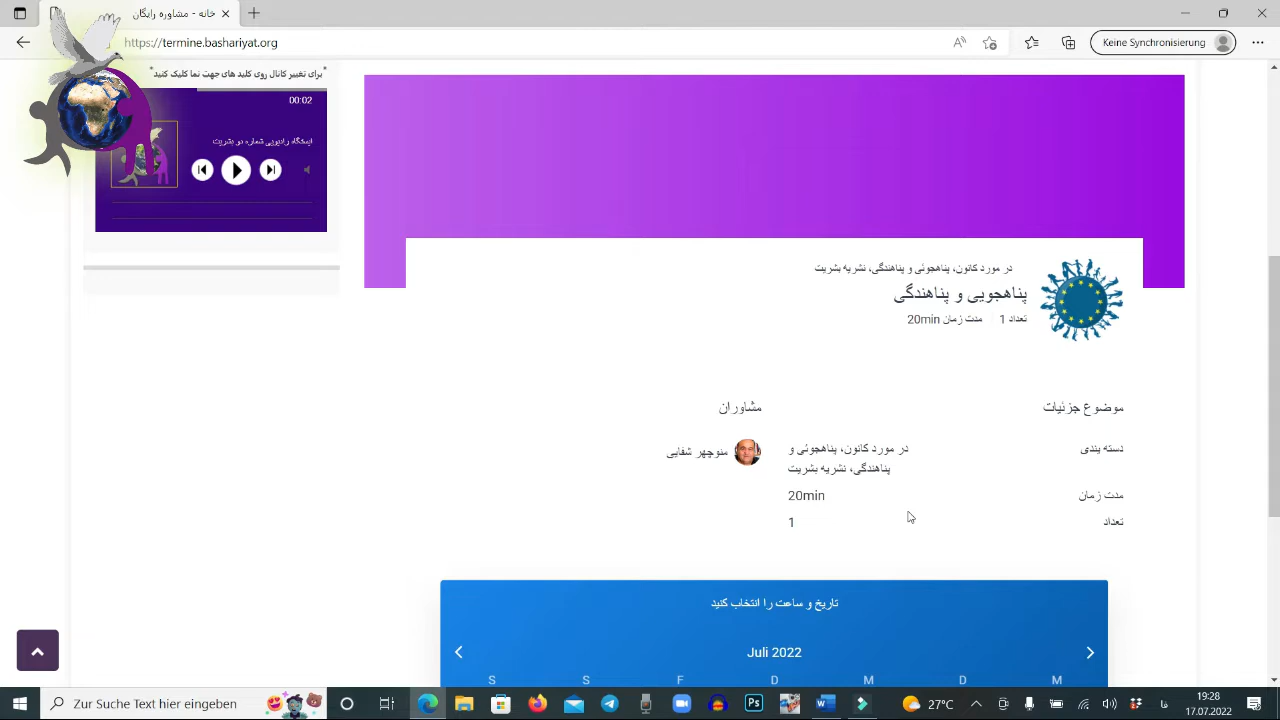 خانه - مشاوره رایگان
https://termine.bashariyat.org
Keine Synchronisierung
*برای تغییر کانال روی کلید های جهت نما کلیک کنید*
00:02
ایستگاه رادیویی شماره دو بشریت
در مورد کانون، پناهجوئی و پناهندگی، نشریه بشریت
پناهجویی و پناهندگی
تعداد 1
مدت زمان 20min
موضوع جزئیات
مشاوران
دسته بندی
در مورد کانون، پناهجوئی و
پناهندگی، نشریه بشریت
منوچهر شفایی
مدت زمان
20min
تعداد
1
تاریخ و ساعت را انتخاب کنید
Juli 2022
S S F D M D M
Zur Suche Text hier eingeben
27°C
19:28
17.07.2022